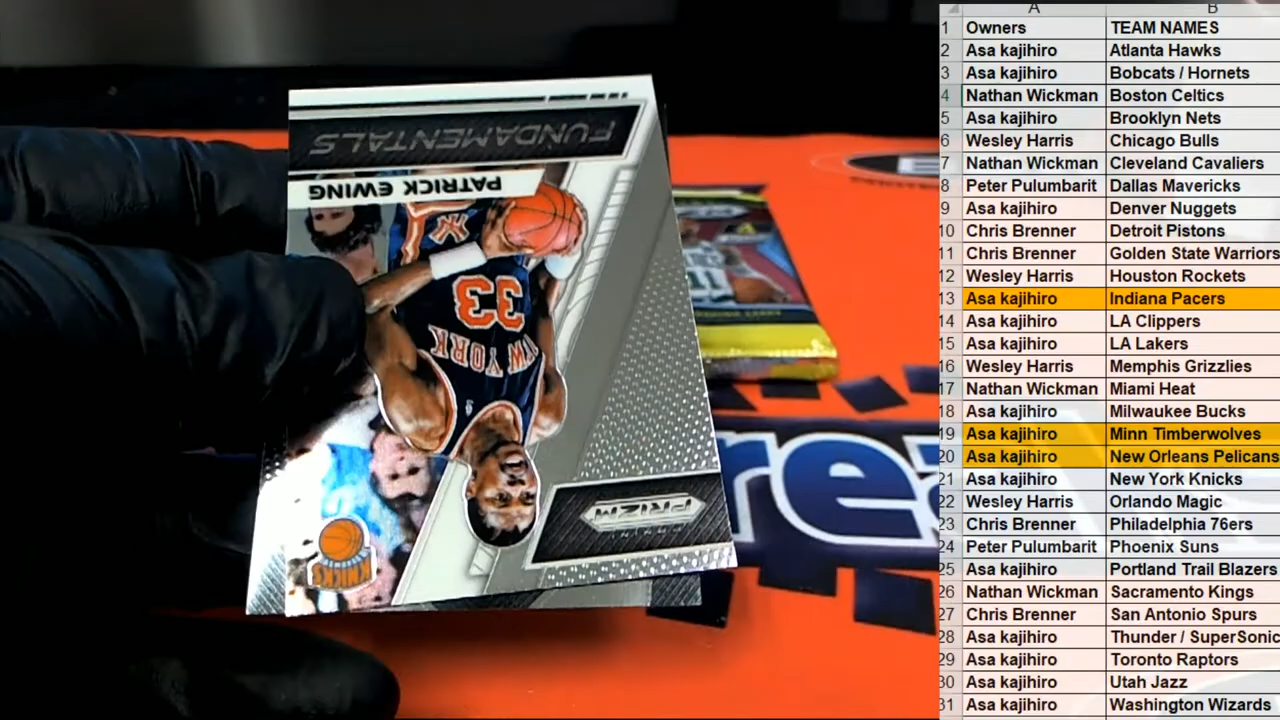 FUNDAMENTALS
PATRICK EWING
33
NEW YORK
PANINI
PRIZM
KNICKS
11
rea
A B
1 Owners TEAM NAMES
2 Asa kajihiro Atlanta Hawks
3 Asa kajihiro Bobcats / Hornets
4 Nathan Wickman Boston Celtics
5 Asa kajihiro Brooklyn Nets
6 Wesley Harris Chicago Bulls
7 Nathan Wickman Cleveland Cavaliers
8 Peter Pulumbarit Dallas Mavericks
9 Asa kajihiro Denver Nuggets
10 Chris Brenner Detroit Pistons
11 Chris Brenner Golden State Warriors
12 Wesley Harris Houston Rockets
13 Asa kajihiro Indiana Pacers
14 Asa kajihiro LA Clippers
15 Asa kajihiro LA Lakers
16 Wesley Harris Memphis Grizzlies
17 Nathan Wickman Miami Heat
18 Asa kajihiro Milwaukee Bucks
19 Asa kajihiro Minn Timberwolves
20 Asa kajihiro New Orleans Pelicans
21 Asa kajihiro New York Knicks
22 Wesley Harris Orlando Magic
23 Chris Brenner Philadelphia 76ers
24 Peter Pulumbarit Phoenix Suns
25 Asa kajihiro Portland Trail Blazers
26 Nathan Wickman Sacramento Kings
27 Chris Brenner San Antonio Spurs
28 Asa kajihiro Thunder / SuperSonic
29 Asa kajihiro Toronto Raptors
30 Asa kajihiro Utah Jazz
31 Asa kajihiro Washington Wizards